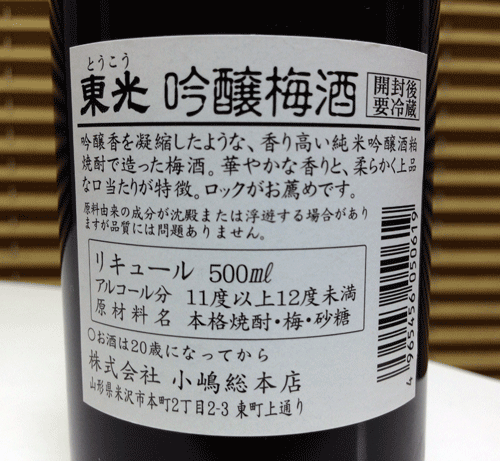 とうこう
東光 吟醸梅酒 開封後要冷蔵
吟醸香を凝縮したような、香り高い純米吟醸酒粕
焼酎で造った梅酒。華やかな香りと、柔らかく上品
な口当たりが特徴。ロックがお薦めです。
原料由来の成分が沈殿または浮遊する場合があり
ますが品質には問題ありません。
リキュール 500㎖
アルコール分 11度以上12度未満
原材料名 本格焼酎・梅・砂糖
○お酒は20歳になってから
株式会社 小嶋総本店
山形県米沢市本町2丁目2-3 東町上通り
4 965456 050619